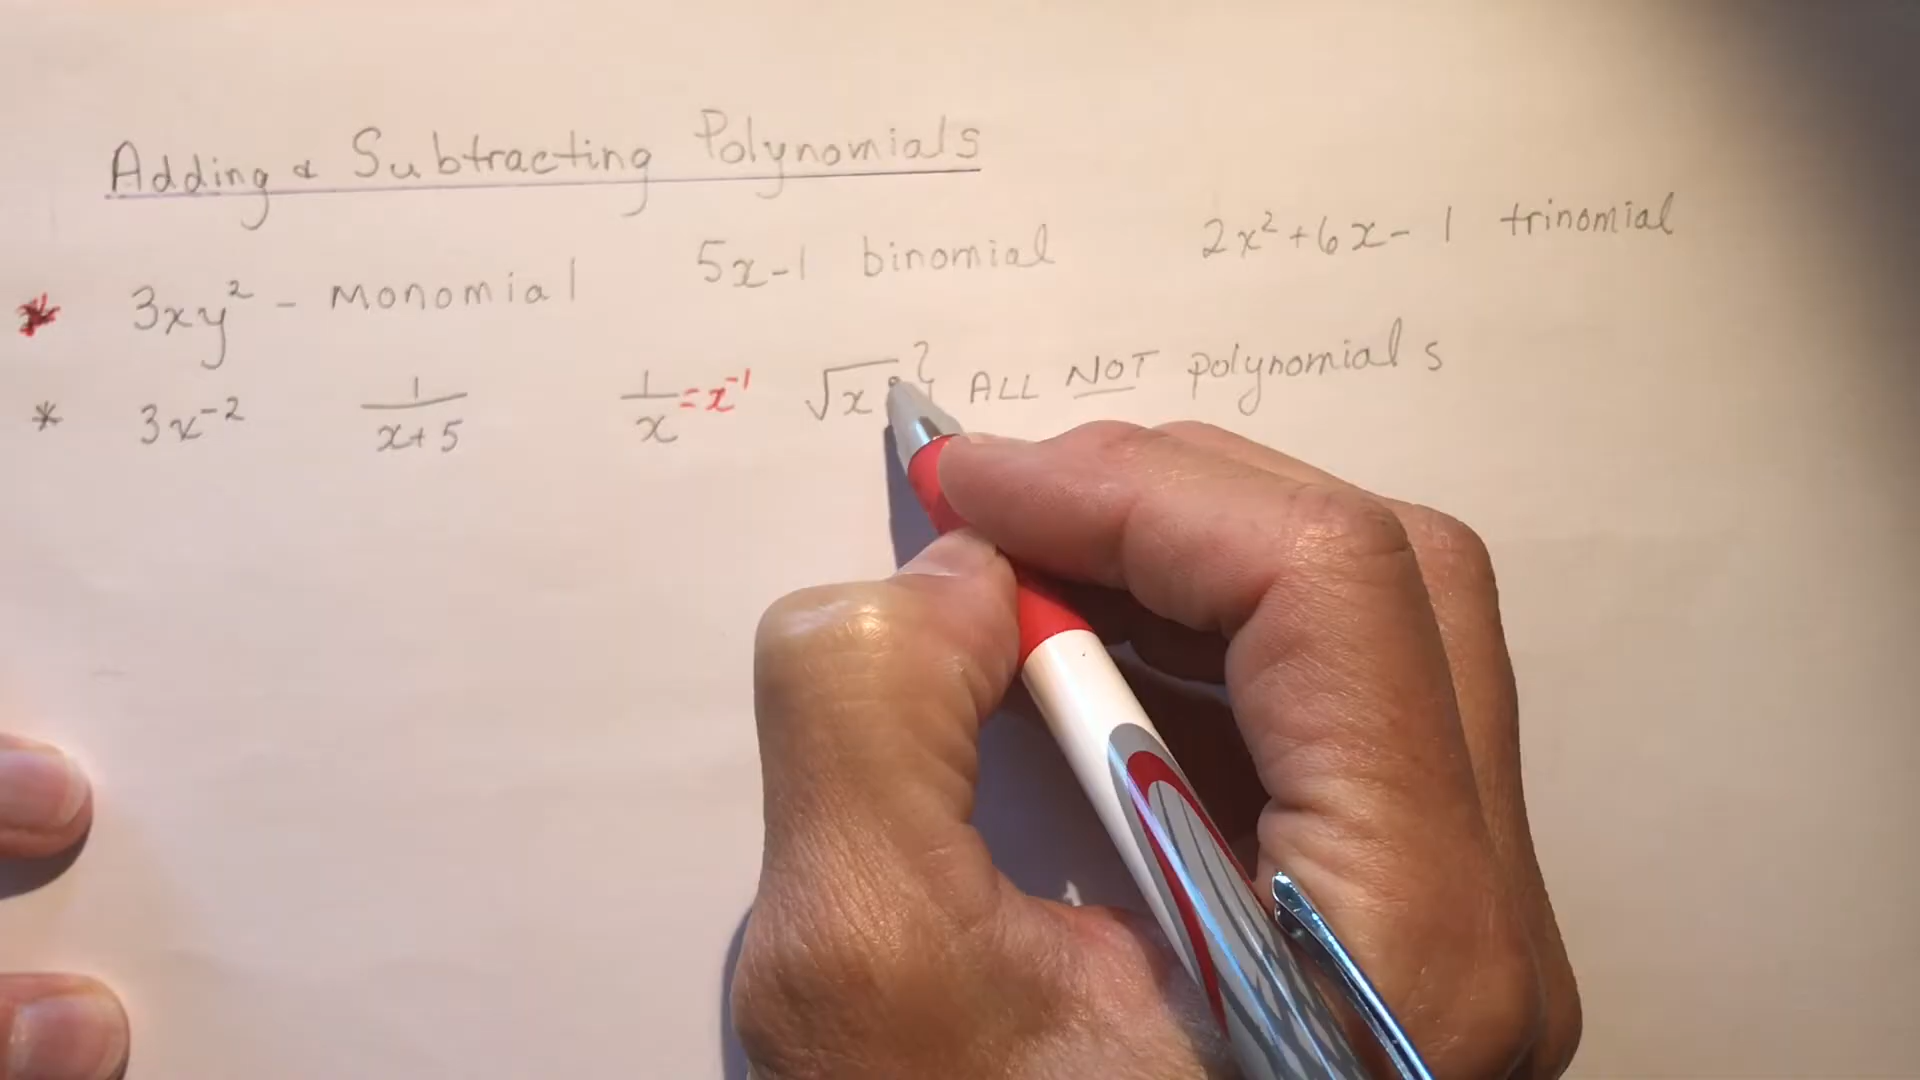 Adding & Subtracting Polynomials
* 3xy² - Monomial 5x-1 binomial 2x²+6x-1 trinomial
* 3x⁻² 1/(x+5) 1/x = x⁻¹ √x } ALL NOT polynomials